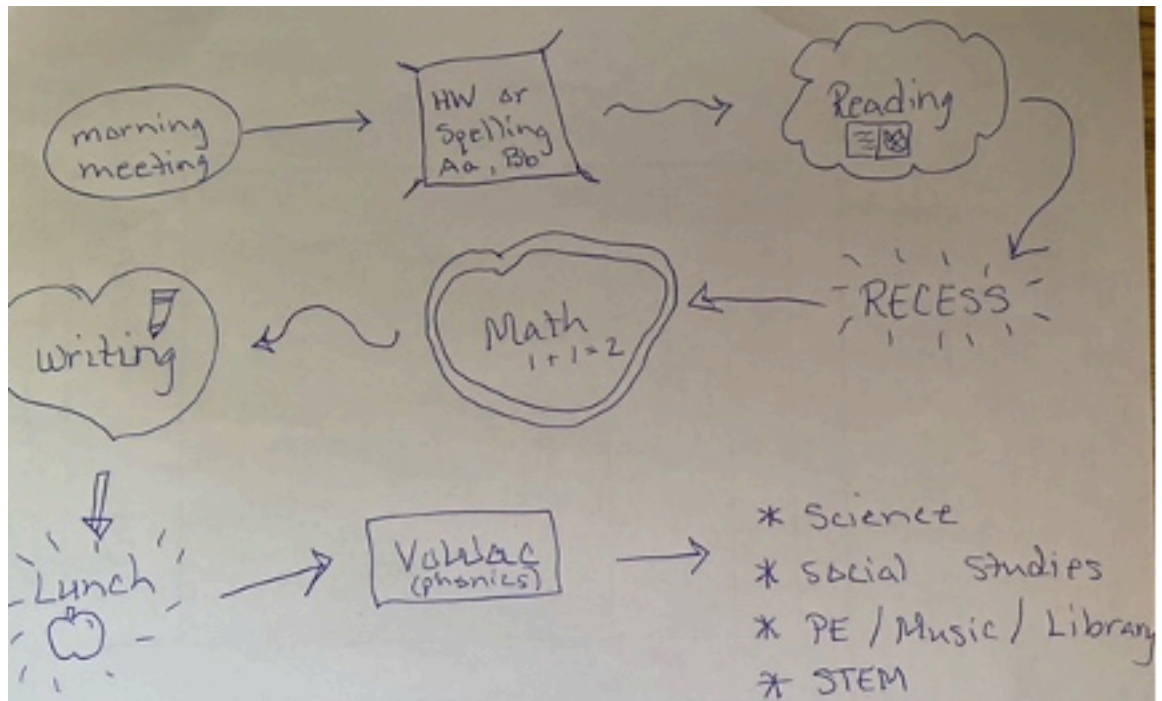 morning
meeting
HW or
Spelling
Aa, Bb
Reading
RECESS
Math
1 + 1 = 2
Writing
Lunch
VoWac
(phonics)
* Science
* Social Studies
* PE / Music / Library
* STEM